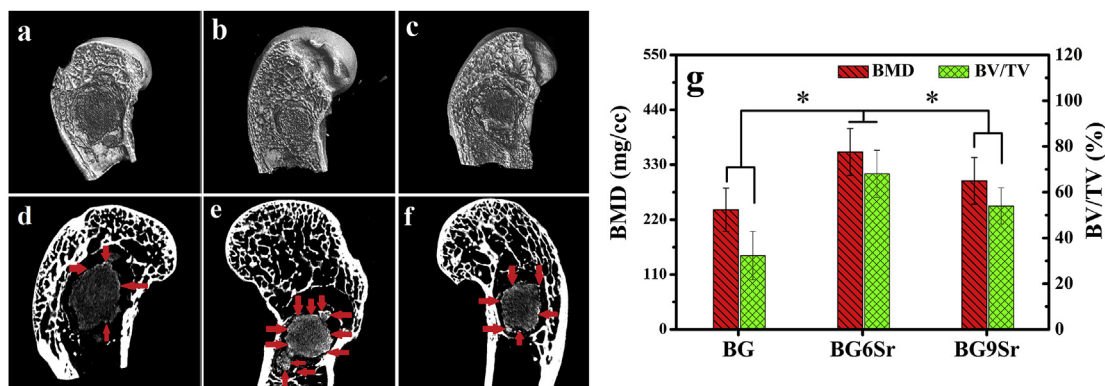 a
b
c
d
e
f
g
BMD
BV/TV
*
*
BMD (mg/cc)
550
440
330
220
110
0
BV/TV (%)
120
100
80
60
40
20
0
BG
BG6Sr
BG9Sr